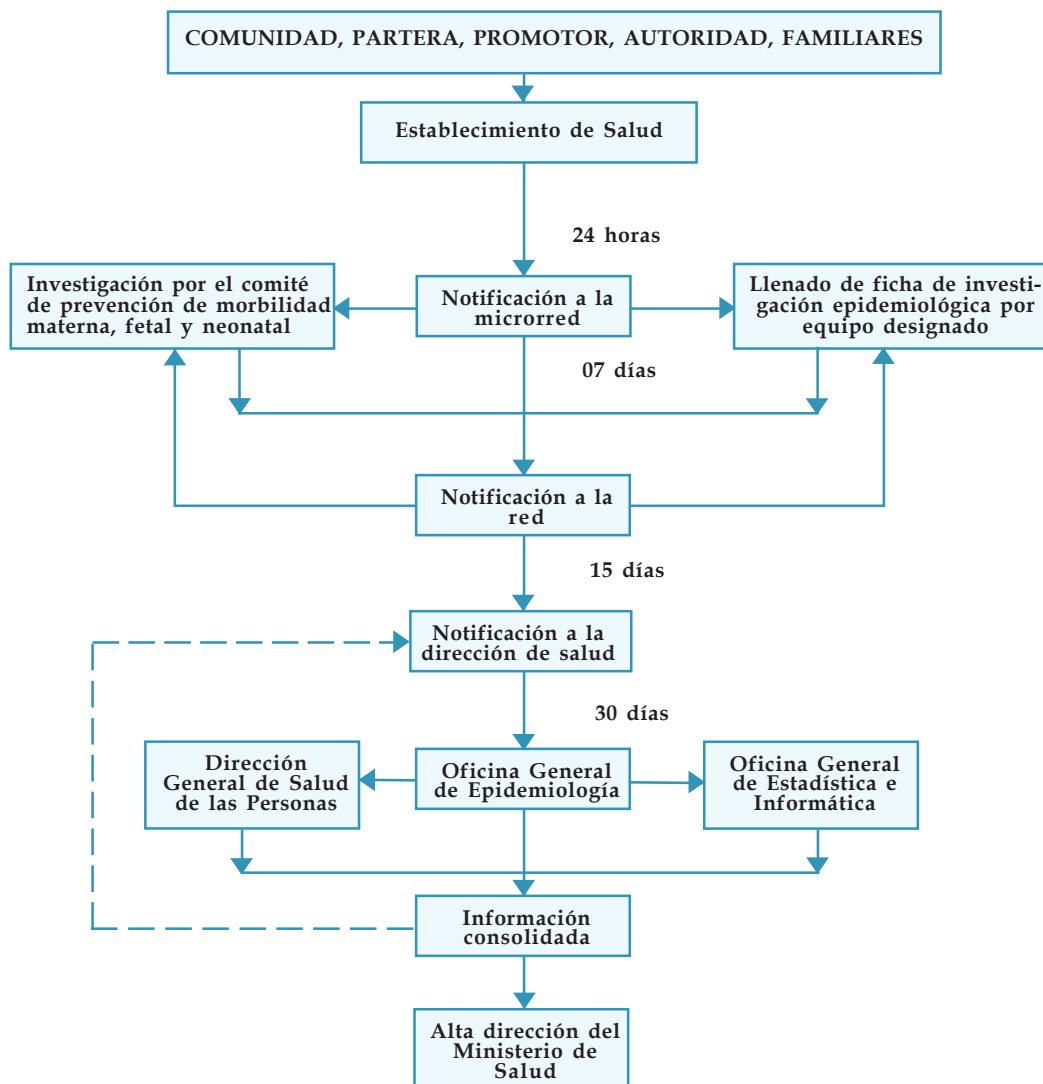 COMUNIDAD, PARTERA, PROMOTOR, AUTORIDAD, FAMILIARES
Establecimiento de Salud
24 horas
Investigación por el comité
de prevención de morbilidad
materna, fetal y neonatal
Notificación a la
microrred
Llenado de ficha de investi-
gación epidemiológica por
equipo designado
07 días
Notificación a la
red
15 días
Notificación a la
dirección de salud
30 días
Dirección
General de Salud
de las Personas
Oficina General
de Epidemiología
Oficina General
de Estadística e
Informática
Información
consolidada
Alta dirección del
Ministerio de
Salud